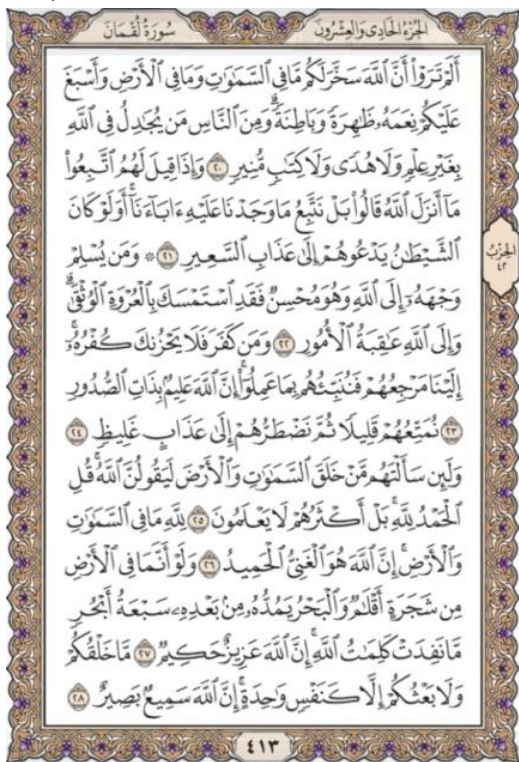 الجزء الحادي والعشرون
سورة لقمان
أَلَمْ تَرَوْا۟ أَنَّ ٱللَّهَ سَخَّرَ لَكُم مَّا فِى ٱلسَّمَـٰوَٰتِ وَمَا فِى ٱلْأَرْضِ وَأَسْبَغَ
عَلَيْكُمْ نِعَمَهُۥ ظَـٰهِرَةً وَبَاطِنَةً ۗ وَمِنَ ٱلنَّاسِ مَن يُجَـٰدِلُ فِى ٱللَّهِ
بِغَيْرِ عِلْمٍ وَلَا هُدًى وَلَا كِتَـٰبٍ مُّنِيرٍ ٢٠ وَإِذَا قِيلَ لَهُمُ ٱتَّبِعُوا۟
مَآ أَنزَلَ ٱللَّهُ قَالُوا۟ بَلْ نَتَّبِعُ مَا وَجَدْنَا عَلَيْهِ ءَابَآءَنَآ ۚ أَوَلَوْ كَانَ
ٱلشَّيْطَـٰنُ يَدْعُوهُمْ إِلَىٰ عَذَابِ ٱلسَّعِيرِ ٢١ ۞ وَمَن يُسْلِمْ
وَجْهَهُۥٓ إِلَى ٱللَّهِ وَهُوَ مُحْسِنٌ فَقَدِ ٱسْتَمْسَكَ بِٱلْعُرْوَةِ ٱلْوُثْقَىٰ ۗ
وَإِلَى ٱللَّهِ عَـٰقِبَةُ ٱلْأُمُورِ ٢٢ وَمَن كَفَرَ فَلَا يَحْزُنكَ كُفْرُهُۥٓ ۚ
إِلَيْنَا مَرْجِعُهُمْ فَنُنَبِّئُهُم بِمَا عَمِلُوٓا۟ ۚ إِنَّ ٱللَّهَ عَلِيمٌۢ بِذَاتِ ٱلصُّدُورِ
٢٣ نُمَتِّعُهُمْ قَلِيلًا ثُمَّ نَضْطَرُّهُمْ إِلَىٰ عَذَابٍ غَلِيظٍ ٢٤
وَلَئِن سَأَلْتَهُم مَّنْ خَلَقَ ٱلسَّمَـٰوَٰتِ وَٱلْأَرْضَ لَيَقُولُنَّ ٱللَّهُ ۚ قُلِ
ٱلْحَمْدُ لِلَّهِ ۚ بَلْ أَكْثَرُهُمْ لَا يَعْلَمُونَ ٢٥ لِلَّهِ مَا فِى ٱلسَّمَـٰوَٰتِ
وَٱلْأَرْضِ ۚ إِنَّ ٱللَّهَ هُوَ ٱلْغَنِىُّ ٱلْحَمِيدُ ٢٦ وَلَوْ أَنَّمَا فِى ٱلْأَرْضِ
مِن شَجَرَةٍ أَقْلَـٰمٌ وَٱلْبَحْرُ يَمُدُّهُۥ مِنۢ بَعْدِهِۦ سَبْعَةُ أَبْحُرٍ
مَّا نَفِدَتْ كَلِمَـٰتُ ٱللَّهِ ۗ إِنَّ ٱللَّهَ عَزِيزٌ حَكِيمٌ ٢٧ مَّا خَلْقُكُمْ
وَلَا بَعْثُكُمْ إِلَّا كَنَفْسٍ وَٰحِدَةٍ ۗ إِنَّ ٱللَّهَ سَمِيعٌۢ بَصِيرٌ ٢٨
الحزب
٤٢
٤١٣